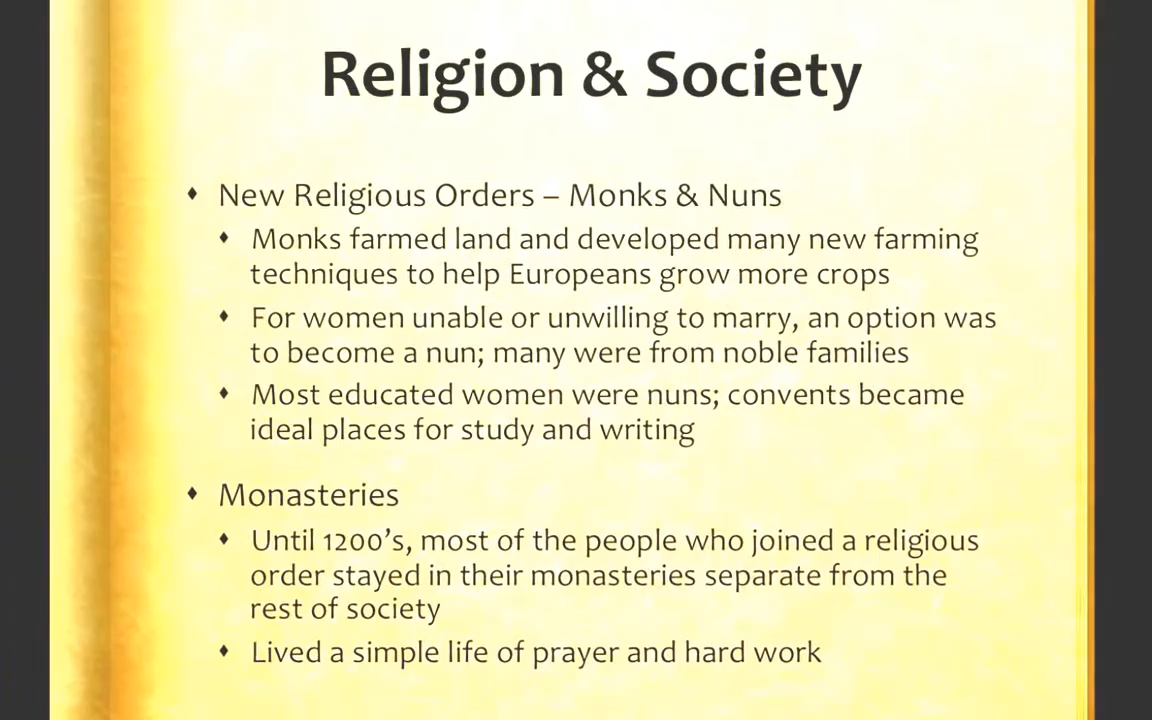 Religion & Society
♦ New Religious Orders – Monks & Nuns
♦ Monks farmed land and developed many new farming
techniques to help Europeans grow more crops
♦ For women unable or unwilling to marry, an option was
to become a nun; many were from noble families
♦ Most educated women were nuns; convents became
ideal places for study and writing
♦ Monasteries
♦ Until 1200’s, most of the people who joined a religious
order stayed in their monasteries separate from the
rest of society
♦ Lived a simple life of prayer and hard work